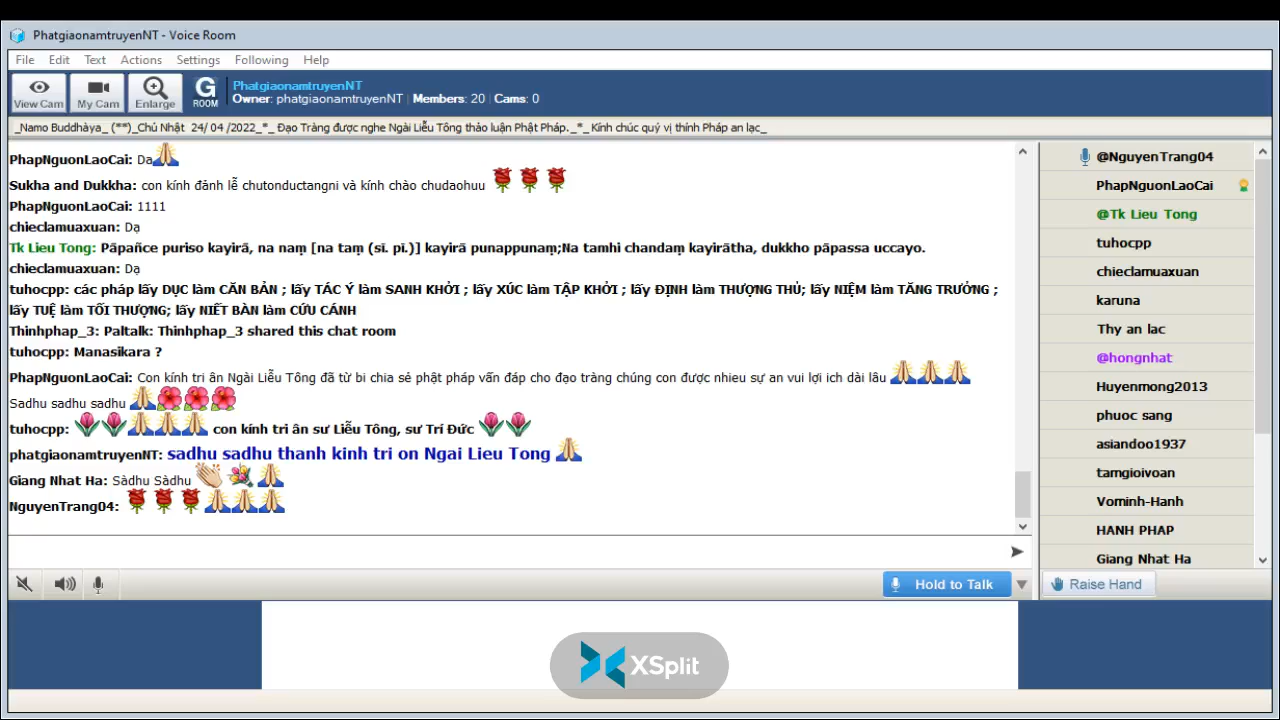 PhatgiaonamtruyenNT - Voice Room
File Edit Text Actions Settings Following Help
View Cam My Cam Enlarge G ROOM
PhatgiaonamtruyenNT
Owner: phatgiaonamtruyenNT | Members: 20 | Cams: 0
_Namo Buddhàya_ (**)_Chủ Nhật 24/ 04 /2022_*_ Đạo Tràng được nghe Ngài Liễu Tông thảo luận Phật Pháp._*_ Kính chúc quý vị thính Pháp an lạc_
PhapNguonLaoCai: Dạ
Sukha and Dukkha: con kính đảnh lễ chutonductangni và kính chào chudaohuu
PhapNguonLaoCai: 1111
chieclamuaxuan: Dạ
Tk Lieu Tong: Pāpañce puriso kayirā, na naṃ [na taṃ (sī. pī.)] kayirā punappunaṃ;Na tamhi chandaṃ kayirātha, dukkho pāpassa uccayo.
chieclamuaxuan: Dạ
tuhocpp: các pháp lấy DỤC làm CĂN BẢN ; lấy TÁC Ý làm SANH KHỞI ; lấy XÚC làm TẬP KHỞI ; lấy ĐỊNH làm THƯỢNG THỦ; lấy NIỆM làm TĂNG TRƯỞNG ;
lấy TUỆ làm TỐI THƯỢNG; lấy NIẾT BÀN làm CỨU CÁNH
Thinhphap_3: Paltalk: Thinhphap_3 shared this chat room
tuhocpp: Manasikara ?
PhapNguonLaoCai: Con kính tri ân Ngài Liễu Tông đã từ bi chia sẻ phật pháp vấn đáp cho đạo tràng chúng con được nhieu sự an vui lợi ich dài lâu
Sadhu sadhu sadhu
tuhocpp: con kính tri ân sư Liễu Tông, sư Trí Đức
phatgiaonamtruyenNT: sadhu sadhu thanh kinh tri on Ngai Lieu Tong
Giang Nhat Ha: Sàdhu Sàdhu
NguyenTrang04:
@NguyenTrang04
PhapNguonLaoCai
@Tk Lieu Tong
tuhocpp
chieclamuaxuan
karuna
Thy an lac
@hongnhat
Huyenmong2013
phuoc sang
asiandoo1937
tamgioivoan
Vominh-Hanh
HẠNH PHAP
Giang Nhat Ha
Hold to Talk
Raise Hand
XSplit